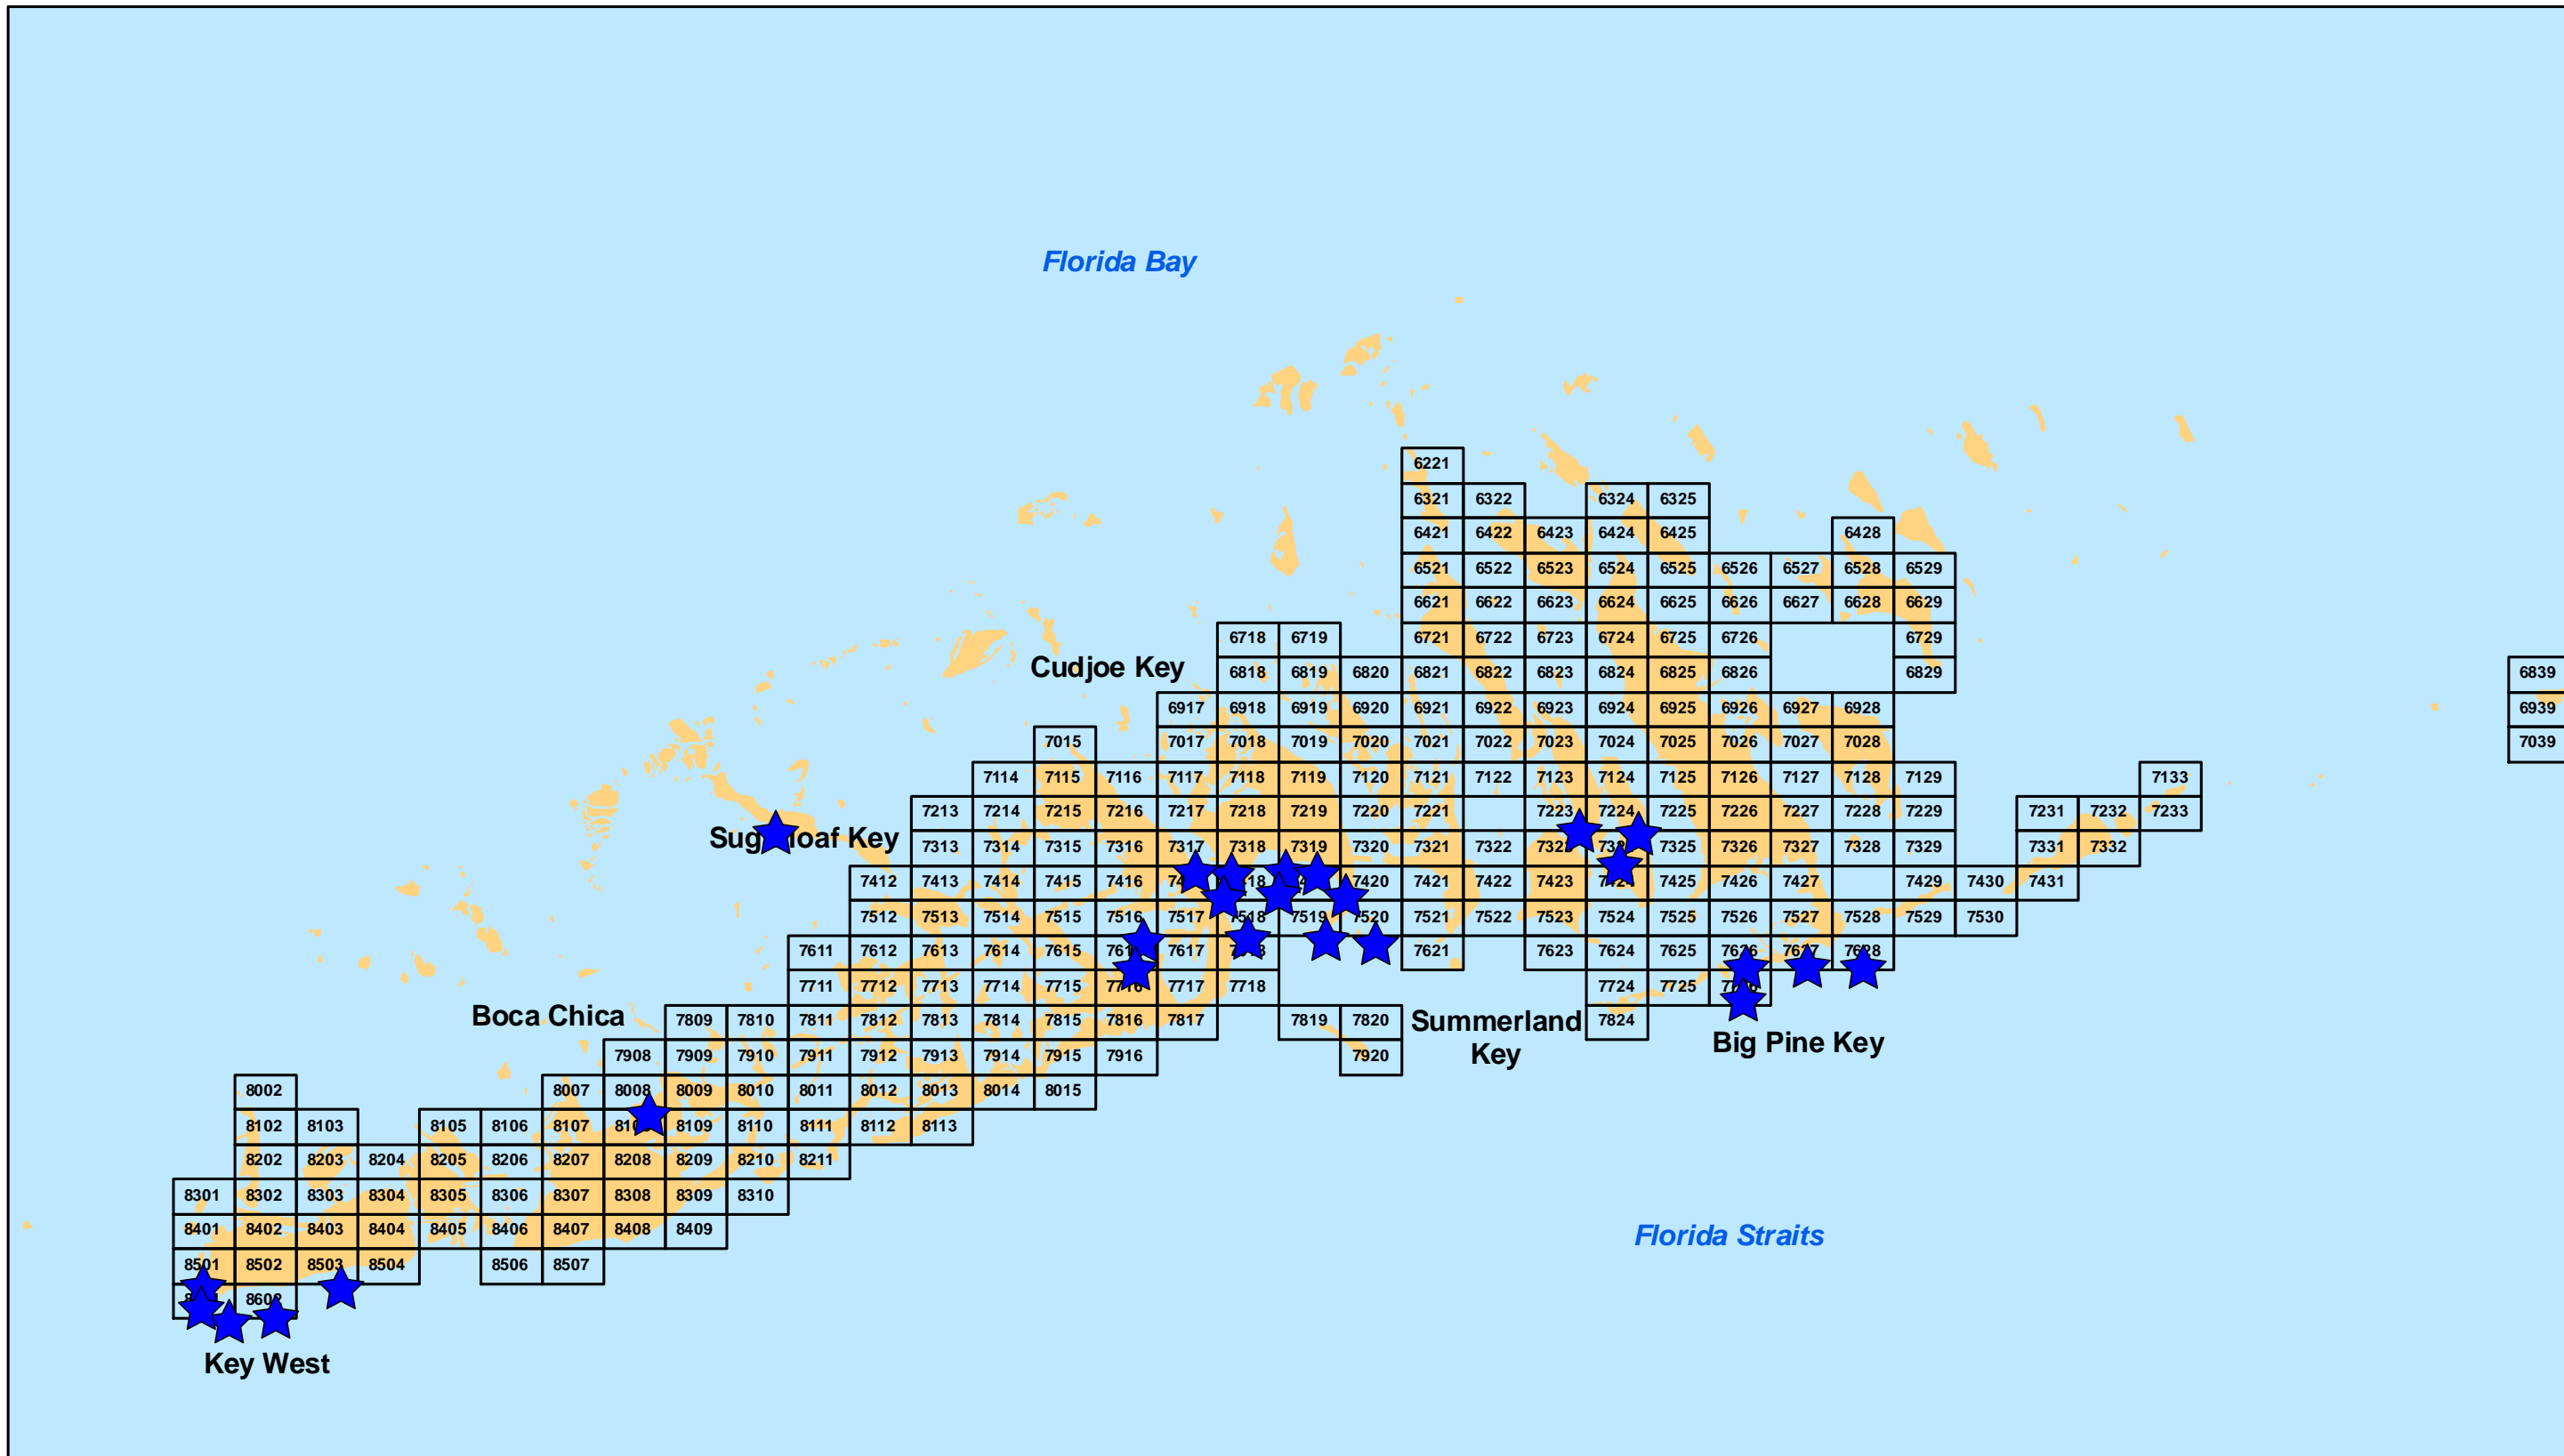 Florida Bay
6221
6321 6322 6324 6325
6421 6422 6423 6424 6425 6428
6521 6522 6523 6524 6525 6526 6527 6528 6529
6621 6622 6623 6624 6625 6626 6627 6628 6629
6718 6719 6721 6722 6723 6724 6725 6726 6729
Cudjoe Key
6818 6819 6820 6821 6822 6823 6824 6825 6826 6829 6839
6917 6918 6919 6920 6921 6922 6923 6924 6925 6926 6927 6928 6939
7015 7017 7018 7019 7020 7021 7022 7023 7024 7025 7026 7027 7028 7039
7114 7115 7116 7117 7118 7119 7120 7121 7122 7123 7124 7125 7126 7127 7128 7129 7133
7213 7214 7215 7216 7217 7218 7219 7220 7221 7223 7224 7225 7226 7227 7228 7229 7231 7232 7233
Key
7313 7314 7315 7316 7317 7318 7319 7320 7321 7322 7325 7326 7327 7328 7329 7331 7332
7412 7413 7414 7415 7416 7420 7421 7422 7423 7425 7426 7427 7429 7430 7431
7512 7513 7514 7515 7516 7517 7518 7519 7520 7521 7522 7523 7524 7525 7526 7527 7528 7529 7530
7611 7612 7613 7614 7615 7617 7621 7623 7624 7625 7626 7627 7628
7711 7712 7713 7714 7715 7716 7717 7718 7724 7725
Boca Chica
7809 7810 7811 7812 7813 7814 7815 7816 7817 7819 7820 7824
Summerland
Key
Big Pine Key
7908 7909 7910 7911 7912 7913 7914 7915 7916 7920
8002 8007 8008 8009 8010 8011 8012 8013 8014 8015
8102 8103 8105 8106 8107 8109 8110 8111 8112 8113
8202 8203 8204 8205 8206 8207 8208 8209 8210 8211
8301 8302 8303 8304 8305 8306 8307 8308 8309 8310
8401 8402 8403 8404 8405 8406 8407 8408 8409
Florida Straits
8501 8502 8503 8504 8506 8507
8602
Key West